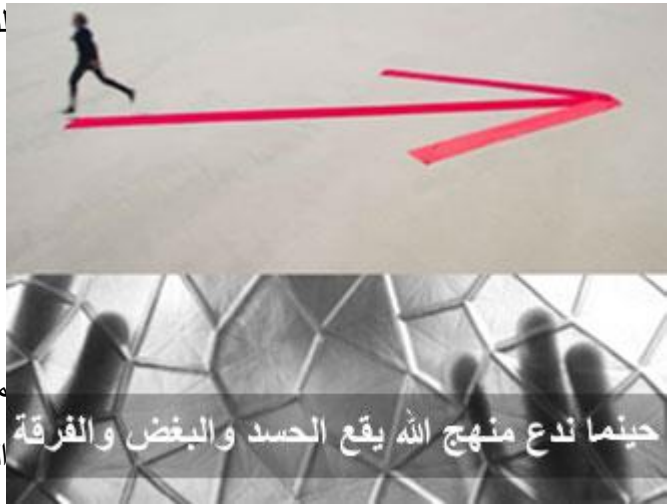 حينما ندع منهج الله يقع الحسد والبغض والفرقة